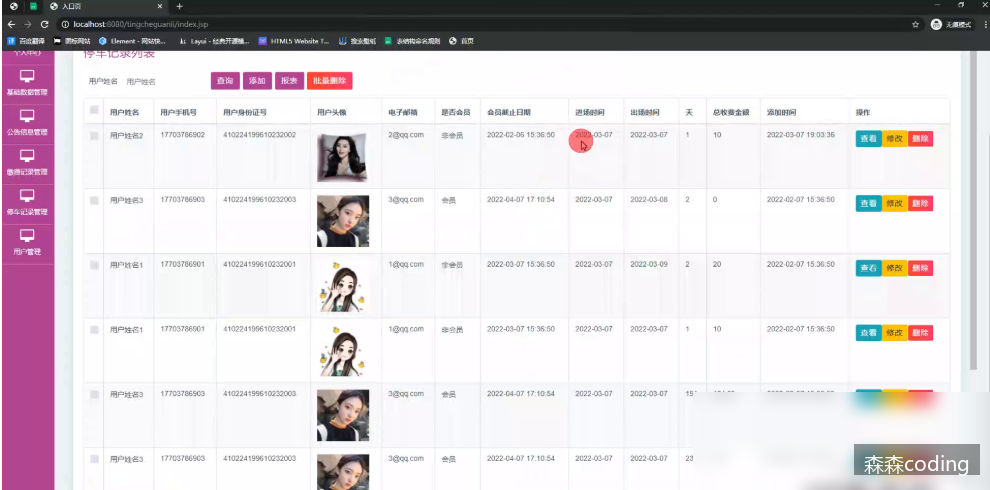 入口页
localhost:8080/tingcheguanli/index.jsp
无痕模式
百度翻译 图标网站 Element - 网站快... Layui - 经典开源模... HTML5 Website T... 搜索壁纸 表结构命名规则 首页
个人中心
基础数据管理
公告信息管理
缴费记录管理
停车记录管理
用户管理
停车记录列表
用户姓名 用户姓名 查询 添加 报表 批量删除
用户姓名 用户手机号 用户身份证号 用户头像 电子邮箱 是否会员 会员截止日期 进场时间 出场时间 天 总收费金额 添加时间 操作
用户姓名2 17703786902 410224199610232002 2@qq.com 非会员 2022-02-06 15:36:50 2022-03-07 2022-03-07 1 10 2022-03-07 19:03:36 查看 修改 删除
用户姓名3 17703786903 410224199610232003 3@qq.com 会员 2022-04-07 17:10:54 2022-03-07 2022-03-08 2 0 2022-02-07 15:36:50 查看 修改 删除
用户姓名1 17703786901 410224199610232001 1@qq.com 非会员 2022-03-07 15:36:50 2022-03-07 2022-03-09 2 20 2022-02-07 15:36:50 查看 修改 删除
用户姓名1 17703786901 410224199610232001 1@qq.com 非会员 2022-03-07 15:36:50 2022-03-07 2022-03-07 1 10 2022-02-07 15:36:50 查看 修改 删除
用户姓名3 17703786903 410224199610232003 3@qq.com 会员 2022-04-07 17:10:54 2022-03-07 2022-03-07
用户姓名3 17703786903 410224199610232003 3@qq.com 会员 2022-04-07 17:10:54 2022-03-07 2022-03-07 23
森森coding